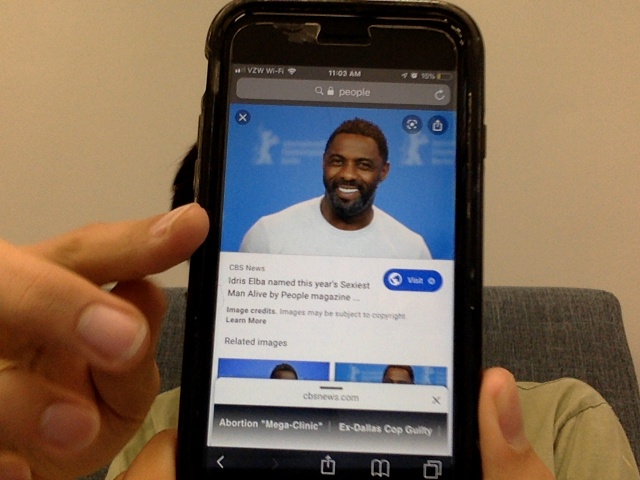 VZW Wi-Fi 11:03 AM 15%
people
CBS News
Idris Elba named this year's Sexiest
Man Alive by People magazine ...
Visit
Image credits. Images may be subject to copyright.
Learn More
Related images
cbsnews.com
Abortion "Mega-Clinic" | Ex-Dallas Cop Guilty